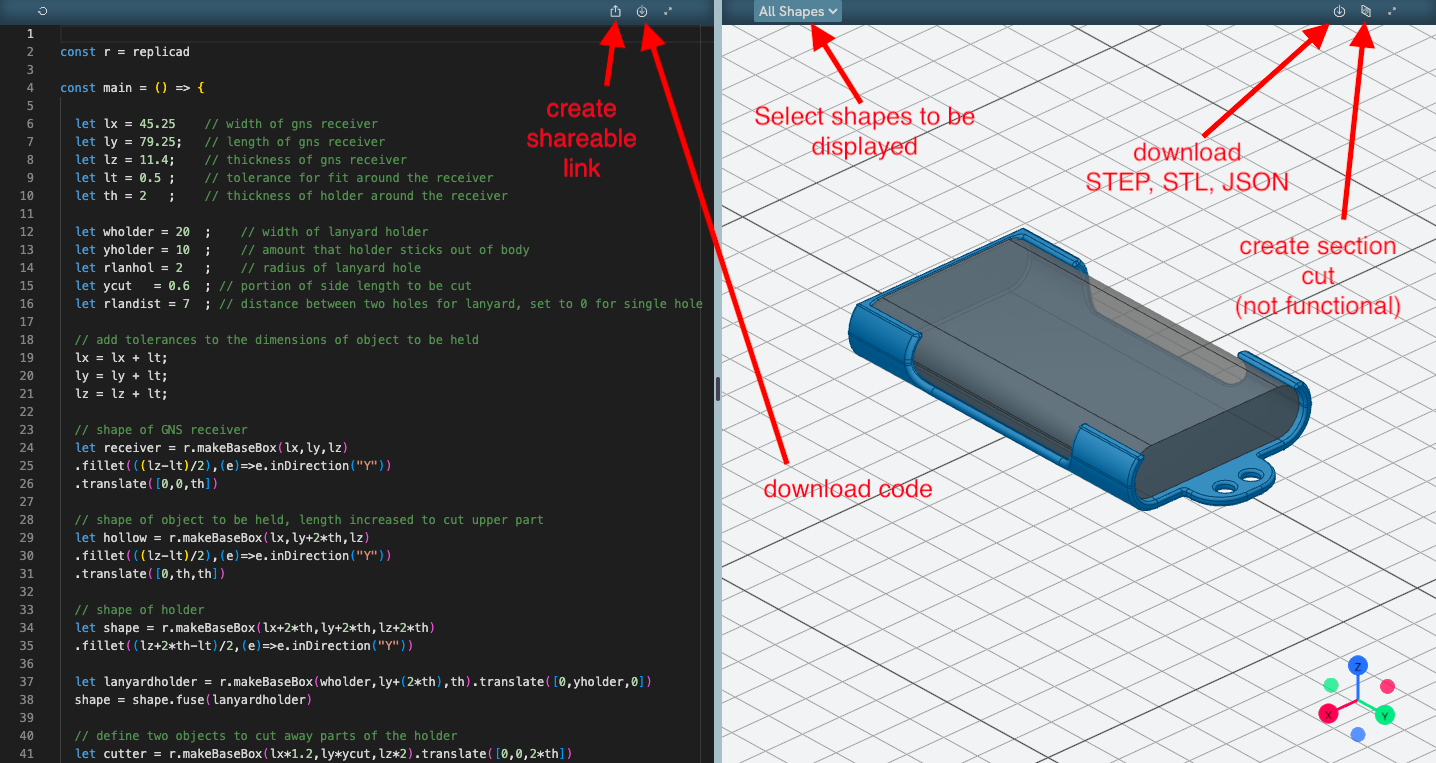 All Shapes
1
2 const r = replicad
3
4 const main = () => {
5
6 let lx = 45.25 // width of gns receiver
7 let ly = 79.25; // length of gns receiver
8 let lz = 11.4; // thickness of gns receiver
9 let lt = 0.5 ; // tolerance for fit around the receiver
10 let th = 2 ; // thickness of holder around the receiver
11
12 let wholder = 20 ; // width of lanyard holder
13 let yholder = 10 ; // amount that holder sticks out of body
14 let rlanhol = 2 ; // radius of lanyard hole
15 let ycut = 0.6 ; // portion of side length to be cut
16 let rlandist = 7 ; // distance between two holes for lanyard, set to 0 for single hole
17
18 // add tolerances to the dimensions of object to be held
19 lx = lx + lt;
20 ly = ly + lt;
21 lz = lz + lt;
22
23 // shape of GNS receiver
24 let receiver = r.makeBaseBox(lx,ly,lz)
25 .fillet(((lz-lt)/2),(e)=>e.inDirection("Y"))
26 .translate([0,0,th])
27
28 // shape of object to be held, length increased to cut upper part
29 let hollow = r.makeBaseBox(lx,ly+2*th,lz)
30 .fillet(((lz-lt)/2),(e)=>e.inDirection("Y"))
31 .translate([0,th,th])
32
33 // shape of holder
34 let shape = r.makeBaseBox(lx+2*th,ly+2*th,lz+2*th)
35 .fillet((lz+2*th-lt)/2,(e)=>e.inDirection("Y"))
36
37 let lanyardholder = r.makeBaseBox(wholder,ly+(2*th),th).translate([0,yholder,0])
38 shape = shape.fuse(lanyardholder)
39
40 // define two objects to cut away parts of the holder
41 let cutter = r.makeBaseBox(lx*1.2,ly*ycut,lz*2).translate([0,0,2*th])
create
shareable
link
download code
Select shapes to be
displayed
download
STEP, STL, JSON
create section
cut
(not functional)
Z
X
Y